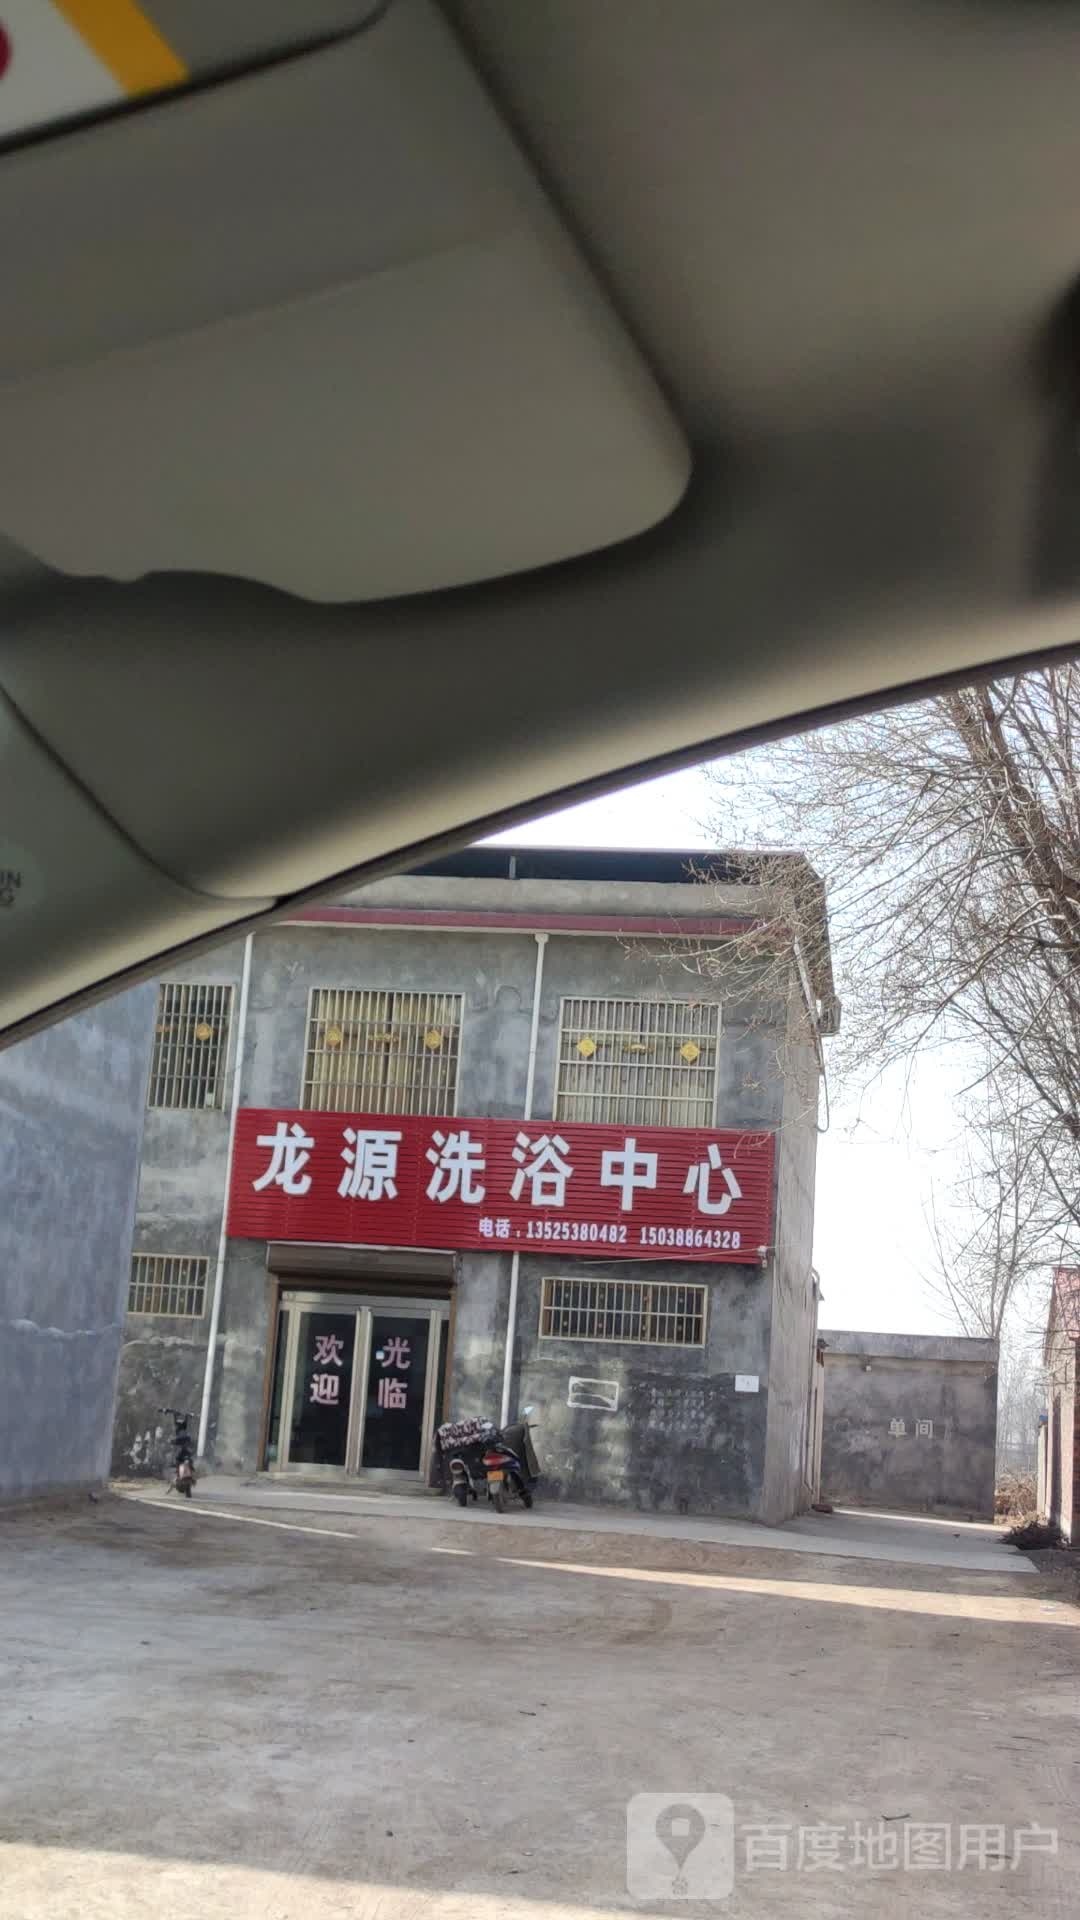 龙源洗浴中心
电话：13525380482 15038864328
欢迎
光临
单间
百度地图用户